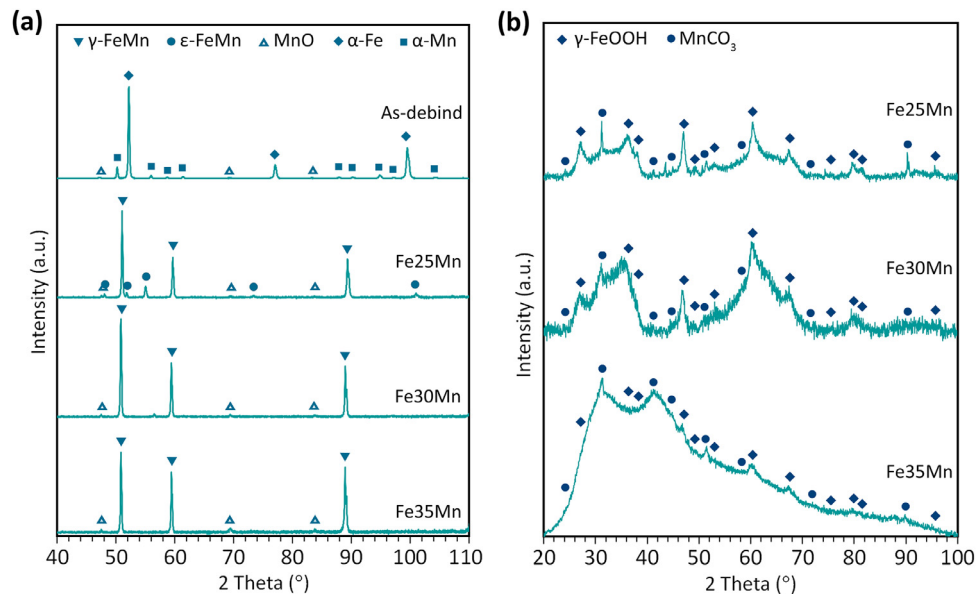 (a)
γ-FeMn ε-FeMn MnO α-Fe α-Mn
As-debind
Fe25Mn
Fe30Mn
Fe35Mn
Intensity (a.u.)
40 50 60 70 80 90 100 110
2 Theta (°)
(b)
γ-FeOOH MnCO₃
Fe25Mn
Fe30Mn
Fe35Mn
Intensity (a.u.)
20 30 40 50 60 70 80 90 100
2 Theta (°)